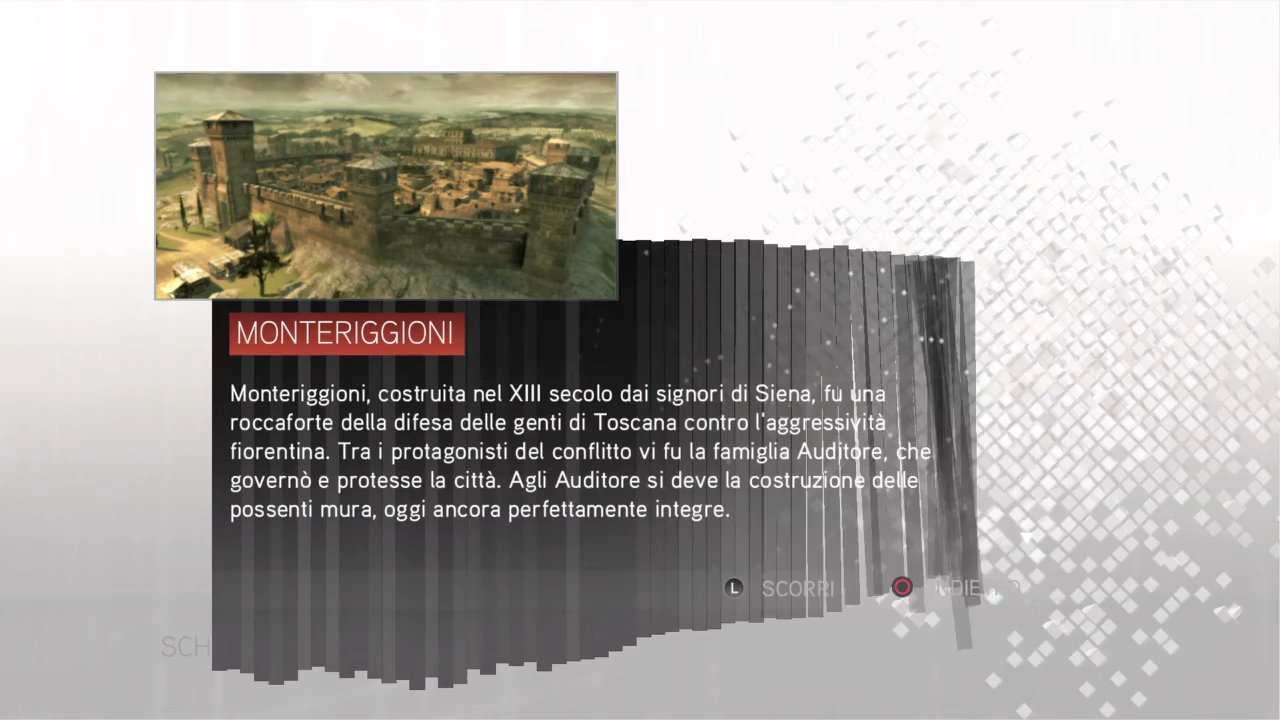 MONTERIGGIONI
Monteriggioni, costruita nel XIII secolo dai signori di Siena, fu una
roccaforte della difesa delle genti di Toscana contro l'aggressività
fiorentina. Tra i protagonisti del conflitto vi fu la famiglia Auditore, che
governò e protesse la città. Agli Auditore si deve la costruzione delle
possenti mura, oggi ancora perfettamente integre.
L SCORRI
SCH